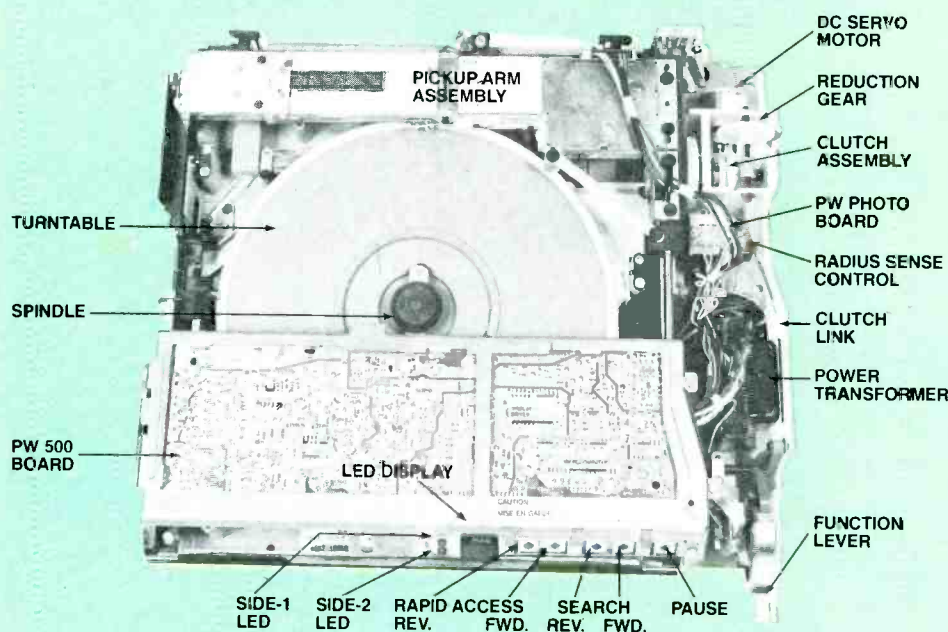 DC SERVO
MOTOR
PICKUP-ARM
ASSEMBLY
REDUCTION
GEAR
CLUTCH
ASSEMBLY
TURNTABLE
PW PHOTO
BOARD
RADIUS SENSE
CONTROL
SPINDLE
CLUTCH
LINK
POWER
TRANSFORMER
PW 500
BOARD
LED DISPLAY
CAUTION
MISE EN GARDE
FUNCTION
LEVER
SIDE-1
LED
SIDE-2
LED
RAPID ACCESS
REV. FWD.
SEARCH
REV. FWD.
PAUSE